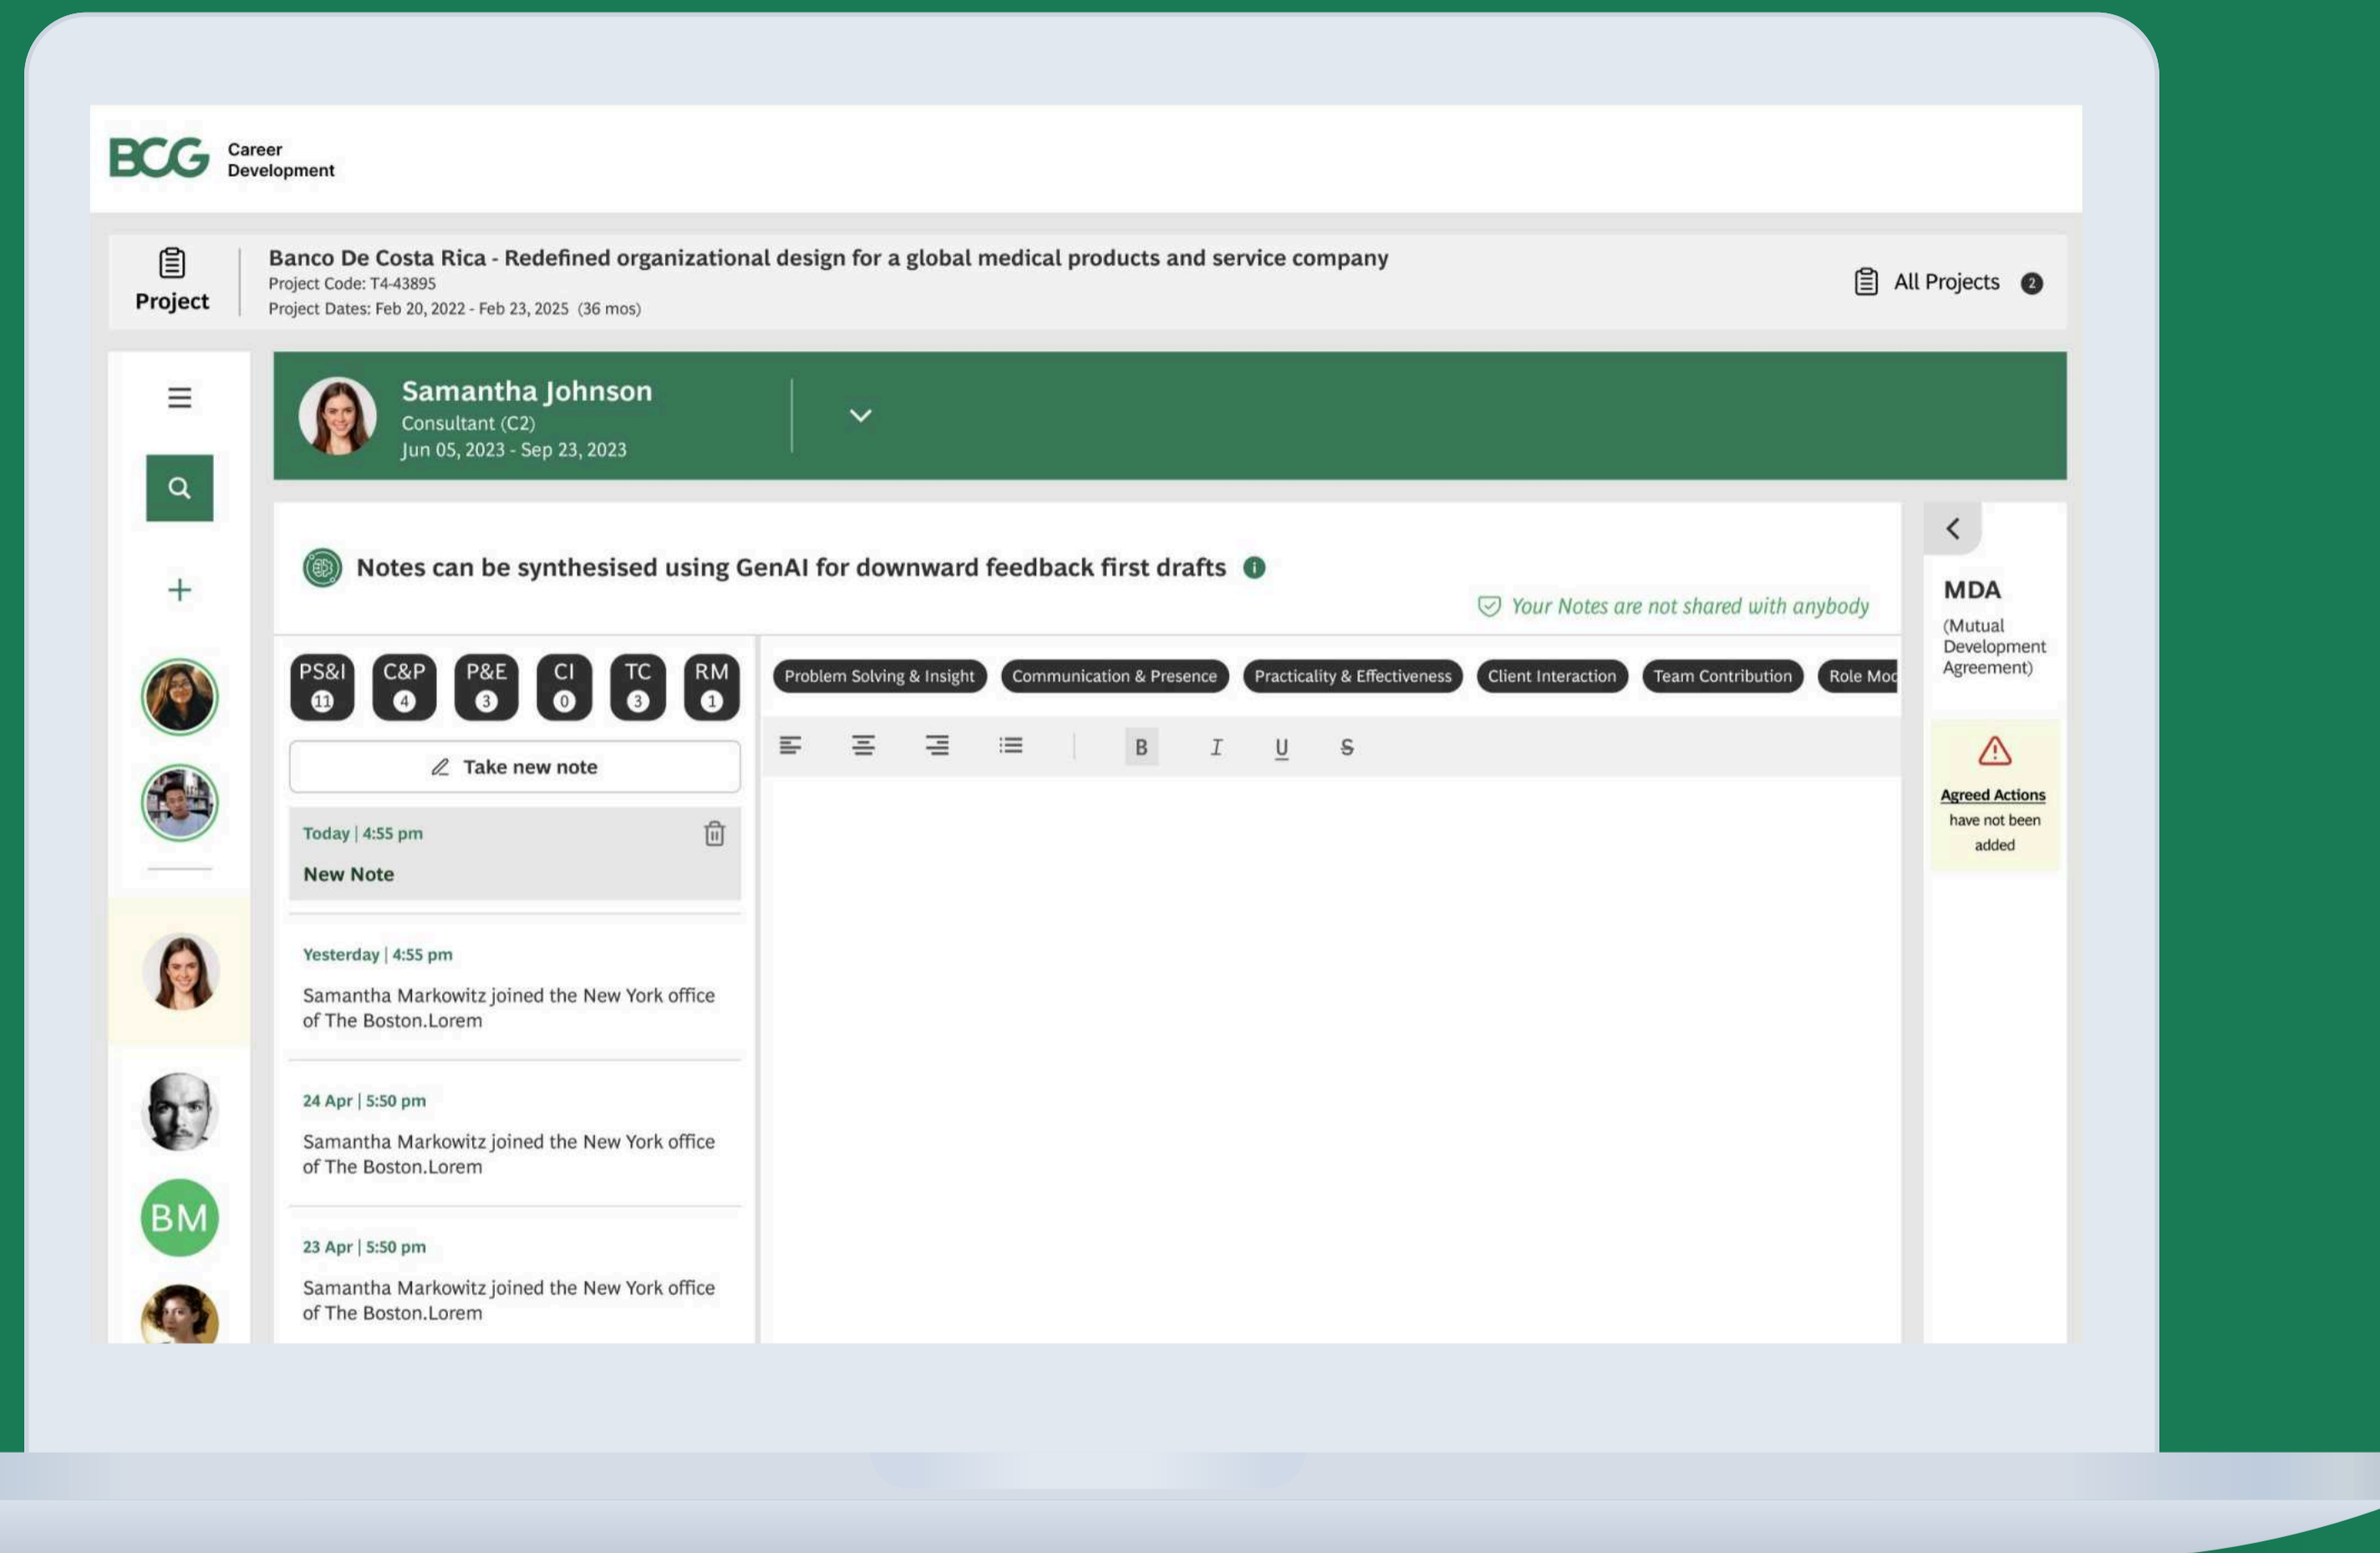 BCG
Career
Development
Project
Banco De Costa Rica - Redefined organizational design for a global medical products and service company
Project Code: T4-43895
Project Dates: Feb 20, 2022 - Feb 23, 2025 (36 mos)
All Projects 2
Samantha Johnson
Consultant (C2)
Jun 05, 2023 - Sep 23, 2023
Notes can be synthesised using GenAI for downward feedback first drafts
Your Notes are not shared with anybody
PS&I C&P P&E CI TC RM
11 4 3 0 3 1
Take new note
Today | 4:55 pm
New Note
Yesterday | 4:55 pm
Samantha Markowitz joined the New York office
of The Boston.Lorem
24 Apr | 5:50 pm
Samantha Markowitz joined the New York office
of The Boston.Lorem
23 Apr | 5:50 pm
Samantha Markowitz joined the New York office
of The Boston.Lorem
Problem Solving & Insight Communication & Presence Practicality & Effectiveness Client Interaction Team Contribution Role Mod
B I U S
MDA
(Mutual
Development
Agreement)
Agreed Actions
have not been
added
BM